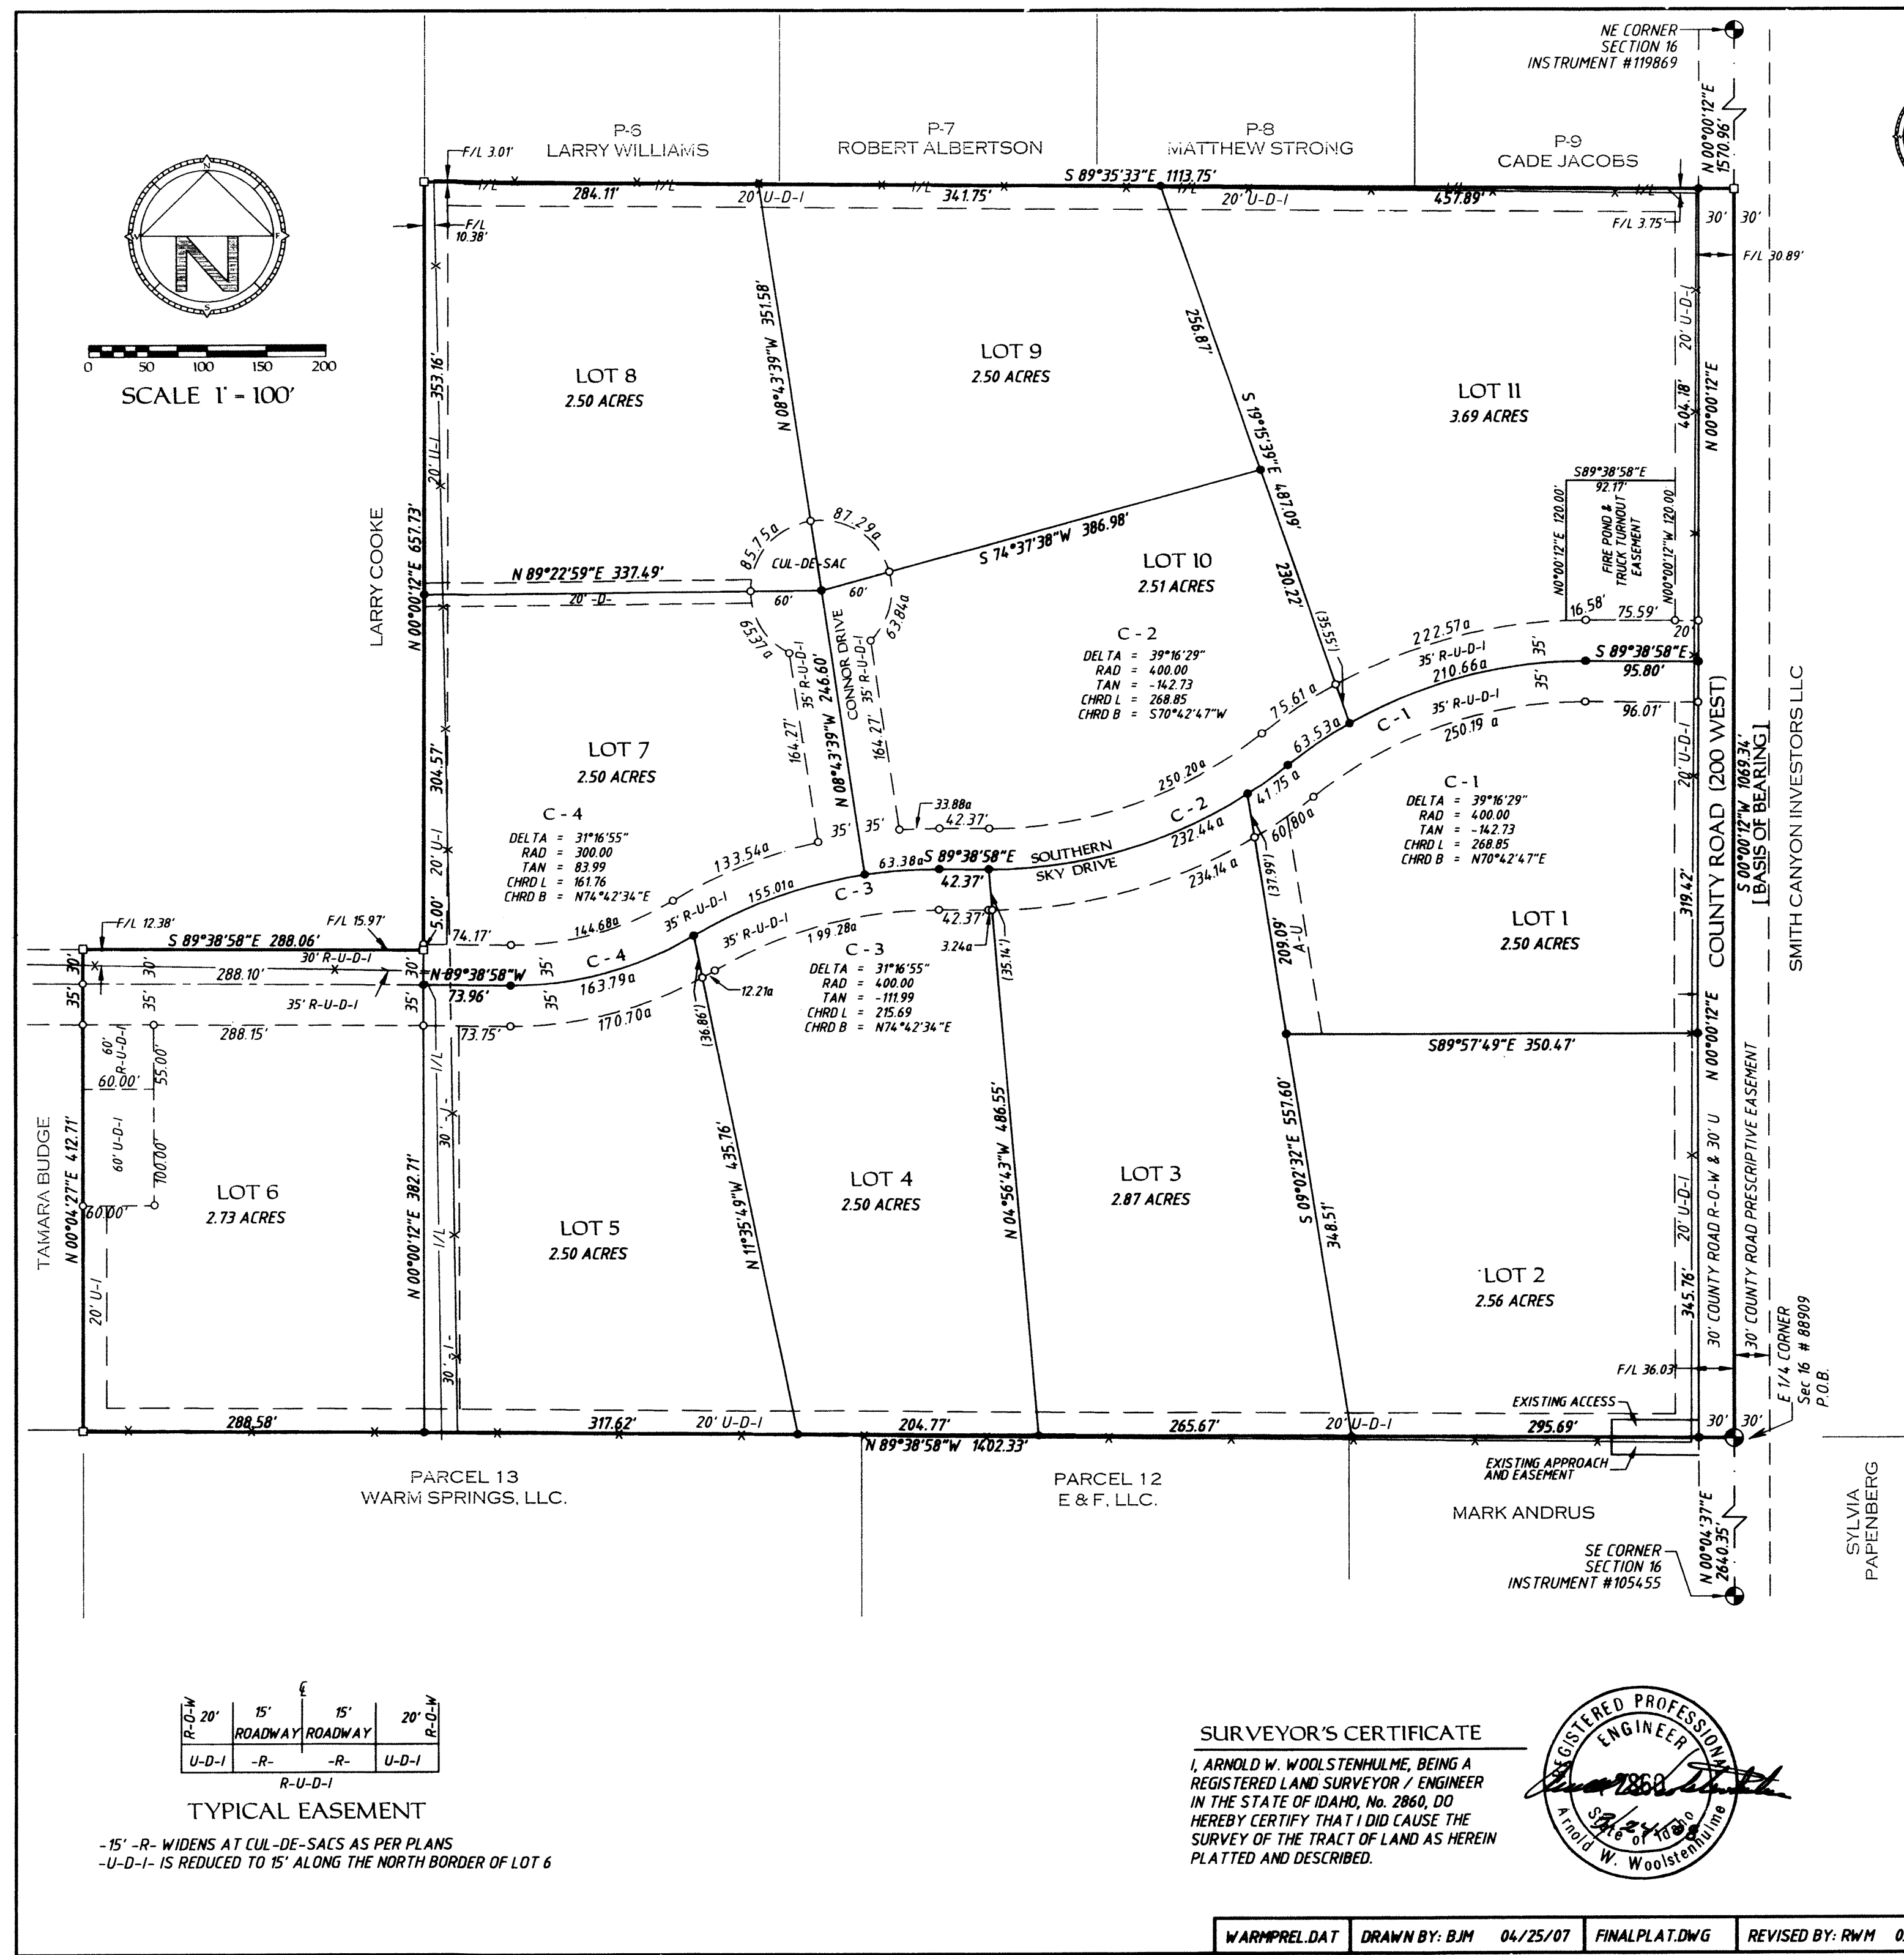 NE CORNER
SECTION 16
INSTRUMENT #119869
N 00°00'12"E
1570.96'
P-6
LARRY WILLIAMS
P-7
ROBERT ALBERTSON
P-8
MATTHEW STRONG
P-9
CADE JACOBS
F/L 3.01'
S 89°35'33"E 1113.75'
284.11'
20' U-D-I
341.75'
20' U-D-I
457.89'
F/L 3.75'
30'
30'
F/L
10.38'
F/L 30.89'
N
0
50
100
150
200
SCALE 1" = 100'
353.16'
20' U-I
N 00°00'12"E 657.73'
LARRY COOKE
LOT 8
2.50 ACRES
N 08°43'39"W 351.58'
LOT 9
2.50 ACRES
256.87'
S 19°15'39"E 487.09'
230.22'
(35.55')
LOT 11
3.69 ACRES
20' U-D-I
404.18'
N 00°00'12"E
S89°38'58"E
92.17'
N0°00'12"E 120.00'
FIRE POND &
TRUCK TURNOUT
EASEMENT
N00°00'12"W 120.00'
16.58'
75.59'
20'
85.75a
87.29a
CUL-DE-SAC
60'
60'
65.37a
63.84a
N 89°22'59"E 337.49'
20' -D-
S 74°37'38"W 386.98'
LOT 10
2.51 ACRES
C - 2
DELTA = 39°16'29"
RAD = 400.00
TAN = -142.73
CHRD L = 268.85
CHRD B = S70°42'47"W
222.57a
35' R-U-D-I
210.66a
35'
35'
S 89°38'58"E
95.80'
75.61 a
C - 1
35' R-U-D-I
250.19 a
96.01'
35' R-U-D-I
CONNOR DRIVE
35' R-U-D-I
N 08°43'39"W 246.60'
164.27'
164.27'
LOT 7
2.50 ACRES
304.57'
20' U-I
C - 4
DELTA = 31°16'55"
RAD = 300.00
TAN = 83.99
CHRD L = 161.76
CHRD B = N74°42'34"E
33.88a
42.37'
35'
35'
133.54a
63.38a
S 89°38'58"E
42.37'
SOUTHERN
SKY DRIVE
250.20a
C - 2
232.44a
63.53a
41.75 a
60.80a
234.14 a
(37.99')
209.09'
A-U
C - 1
DELTA = 39°16'29"
RAD = 400.00
TAN = -142.73
CHRD L = 268.85
CHRD B = N70°42'47"E
LOT 1
2.50 ACRES
20' U-D-I
319.42'
COUNTY ROAD (200 WEST)
S 00°00'12"W 1069.34'
[ BASIS OF BEARING ]
SMITH CANYON INVESTORS LLC
5.00'
74.17'
144.68a
35' R-U-D-I
155.01a
C - 3
35' R-U-D-I
199.28a
42.37'
3.24a
(35.14')
C - 3
DELTA = 31°16'55"
RAD = 400.00
TAN = -111.99
CHRD L = 215.69
CHRD B = N74°42'34"E
12.21a
C - 4
163.79a
170.70a
(36.86')
35'
35'
N 89°38'58"W
73.96'
73.75'
F/L 12.38'
S 89°38'58"E 288.06'
F/L 15.97'
30' R-U-D-I
30'
30'
30'
288.10'
35' R-U-D-I
35'
35'
35'
288.15'
60'
R-U-D-I
55.00'
60.00'
60' U-D-I
100.00'
60.00'
TAMARA BUDGE
N 00°04'27"E 412.71'
20' U-I
LOT 6
2.73 ACRES
N 00°00'12"E 382.71'
I/L
30' -I-
I/L
30' -I-
LOT 5
2.50 ACRES
N 11°35'49"W 435.76'
LOT 4
2.50 ACRES
N 04°56'43"W 486.55'
LOT 3
2.87 ACRES
S 09°02'32"E 557.60'
348.51'
S89°57'49"E 350.47'
LOT 2
2.56 ACRES
20' U-D-I
345.76'
N 00°00'12"E
30' COUNTY ROAD R-O-W & 30' U
30' COUNTY ROAD PRESCRIPTIVE EASEMENT
F/L 36.03'
E 1/4 CORNER
Sec 16 # 88909
P.O.B.
EXISTING ACCESS
30'
30'
288.58'
317.62'
20' U-D-I
204.77'
265.67'
20' U-D-I
295.69'
N 89°38'58"W 1402.33'
EXISTING APPROACH
AND EASEMENT
PARCEL 13
WARM SPRINGS, LLC.
PARCEL 12
E & F, LLC.
MARK ANDRUS
N 00°04'37"E
2640.35'
SE CORNER
SECTION 16
INSTRUMENT #105455
SYLVIA
PAPENBERG
R-O-W
20'
15'
ROADWAY
15'
ROADWAY
20'
R-O-W
U-D-I
-R-
-R-
U-D-I
R-U-D-I
TYPICAL EASEMENT
-15' -R- WIDENS AT CUL-DE-SACS AS PER PLANS
-U-D-I- IS REDUCED TO 15' ALONG THE NORTH BORDER OF LOT 6
SURVEYOR'S CERTIFICATE
I, ARNOLD W. WOOLSTENHULME, BEING A
REGISTERED LAND SURVEYOR / ENGINEER
IN THE STATE OF IDAHO, No. 2860, DO
HEREBY CERTIFY THAT I DID CAUSE THE
SURVEY OF THE TRACT OF LAND AS HEREIN
PLATTED AND DESCRIBED.
REGISTERED PROFESSIONAL
ENGINEER
2860
State of Idaho
Arnold W. Woolstenhulme
WARMPREL.DAT
DRAWN BY: BJM 04/25/07
FINALPLAT.DWG
REVISED BY: RWM